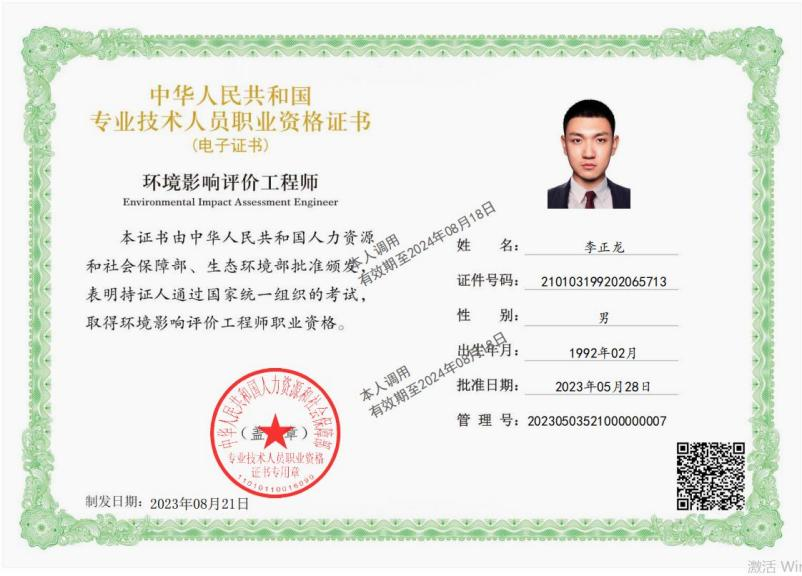 中华人民共和国
专业技术人员职业资格证书
(电子证书)
环境影响评价工程师
Environmental Impact Assessment Engineer
本证书由中华人民共和国人力资源
和社会保障部、生态环境部批准颁发,
表明持证人通过国家统一组织的考试,
取得环境影响评价工程师职业资格。
本人调用
有效期至2024年08月18日
姓 名: 李正龙
证件号码: 210103199202065713
性 别: 男
出生年月: 1992年02月
批准日期: 2023年05月28日
管 理 号: 20230503521000000007
本人调用
有效期至2024年08月18日
中华人民共和国人力资源和社会保障部
(盖 章)
专业技术人员职业资格
证书专用章
制发日期: 2023年08月21日
激活 Win